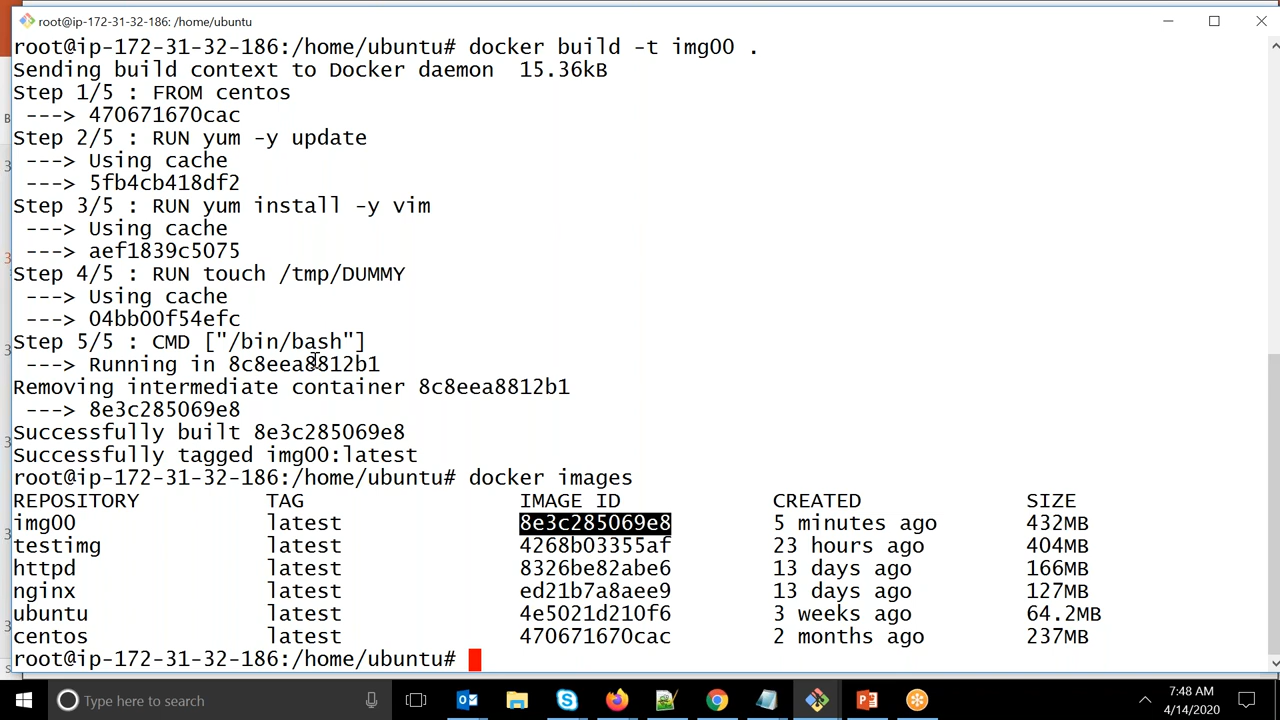 root@ip-172-31-32-186: /home/ubuntu
root@ip-172-31-32-186:/home/ubuntu# docker build -t img00 .
Sending build context to Docker daemon  15.36kB
Step 1/5 : FROM centos
 ---> 470671670cac
Step 2/5 : RUN yum -y update
 ---> Using cache
 ---> 5fb4cb418df2
Step 3/5 : RUN yum install -y vim
 ---> Using cache
 ---> aef1839c5075
Step 4/5 : RUN touch /tmp/DUMMY
 ---> Using cache
 ---> 04bb00f54efc
Step 5/5 : CMD ["/bin/bash"]
 ---> Running in 8c8eea8812b1
Removing intermediate container 8c8eea8812b1
 ---> 8e3c285069e8
Successfully built 8e3c285069e8
Successfully tagged img00:latest
root@ip-172-31-32-186:/home/ubuntu# docker images
REPOSITORY          TAG                 IMAGE ID            CREATED             SIZE
img00               latest              8e3c285069e8        5 minutes ago       432MB
testimg             latest              4268b03355af        23 hours ago        404MB
httpd               latest              8326be82abe6        13 days ago         166MB
nginx               latest              ed21b7a8aee9        13 days ago         127MB
ubuntu              latest              4e5021d210f6        3 weeks ago         64.2MB
centos              latest              470671670cac        2 months ago        237MB
root@ip-172-31-32-186:/home/ubuntu#
Type here to search
7:48 AM
4/14/2020